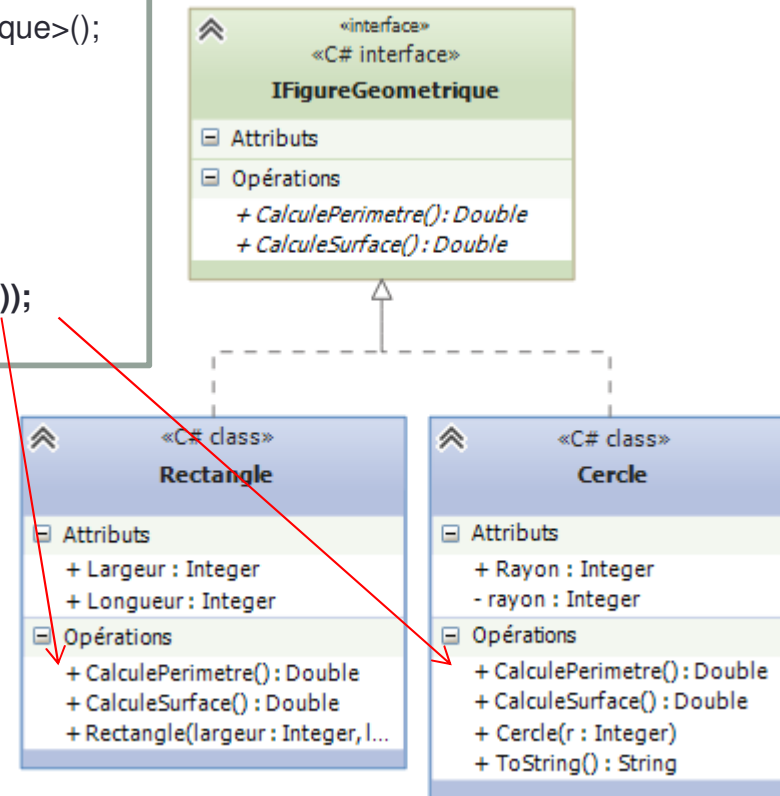 que>();
));
«interface»
«C# interface»
IFigureGeometrique
Attributs
Opérations
+ CalculePerimetre(): Double
+ CalculeSurface() : Double
«C# class»
Rectangle
Attributs
+ Largeur : Integer
+ Longueur : Integer
Opérations
+ CalculePerimetre() : Double
+ CalculeSurface() : Double
+ Rectangle(largeur : Integer, l...
«C# class»
Cercle
Attributs
+ Rayon : Integer
- rayon : Integer
Opérations
+ CalculePerimetre() : Double
+ CalculeSurface() : Double
+ Cercle(r : Integer)
+ ToString() : String